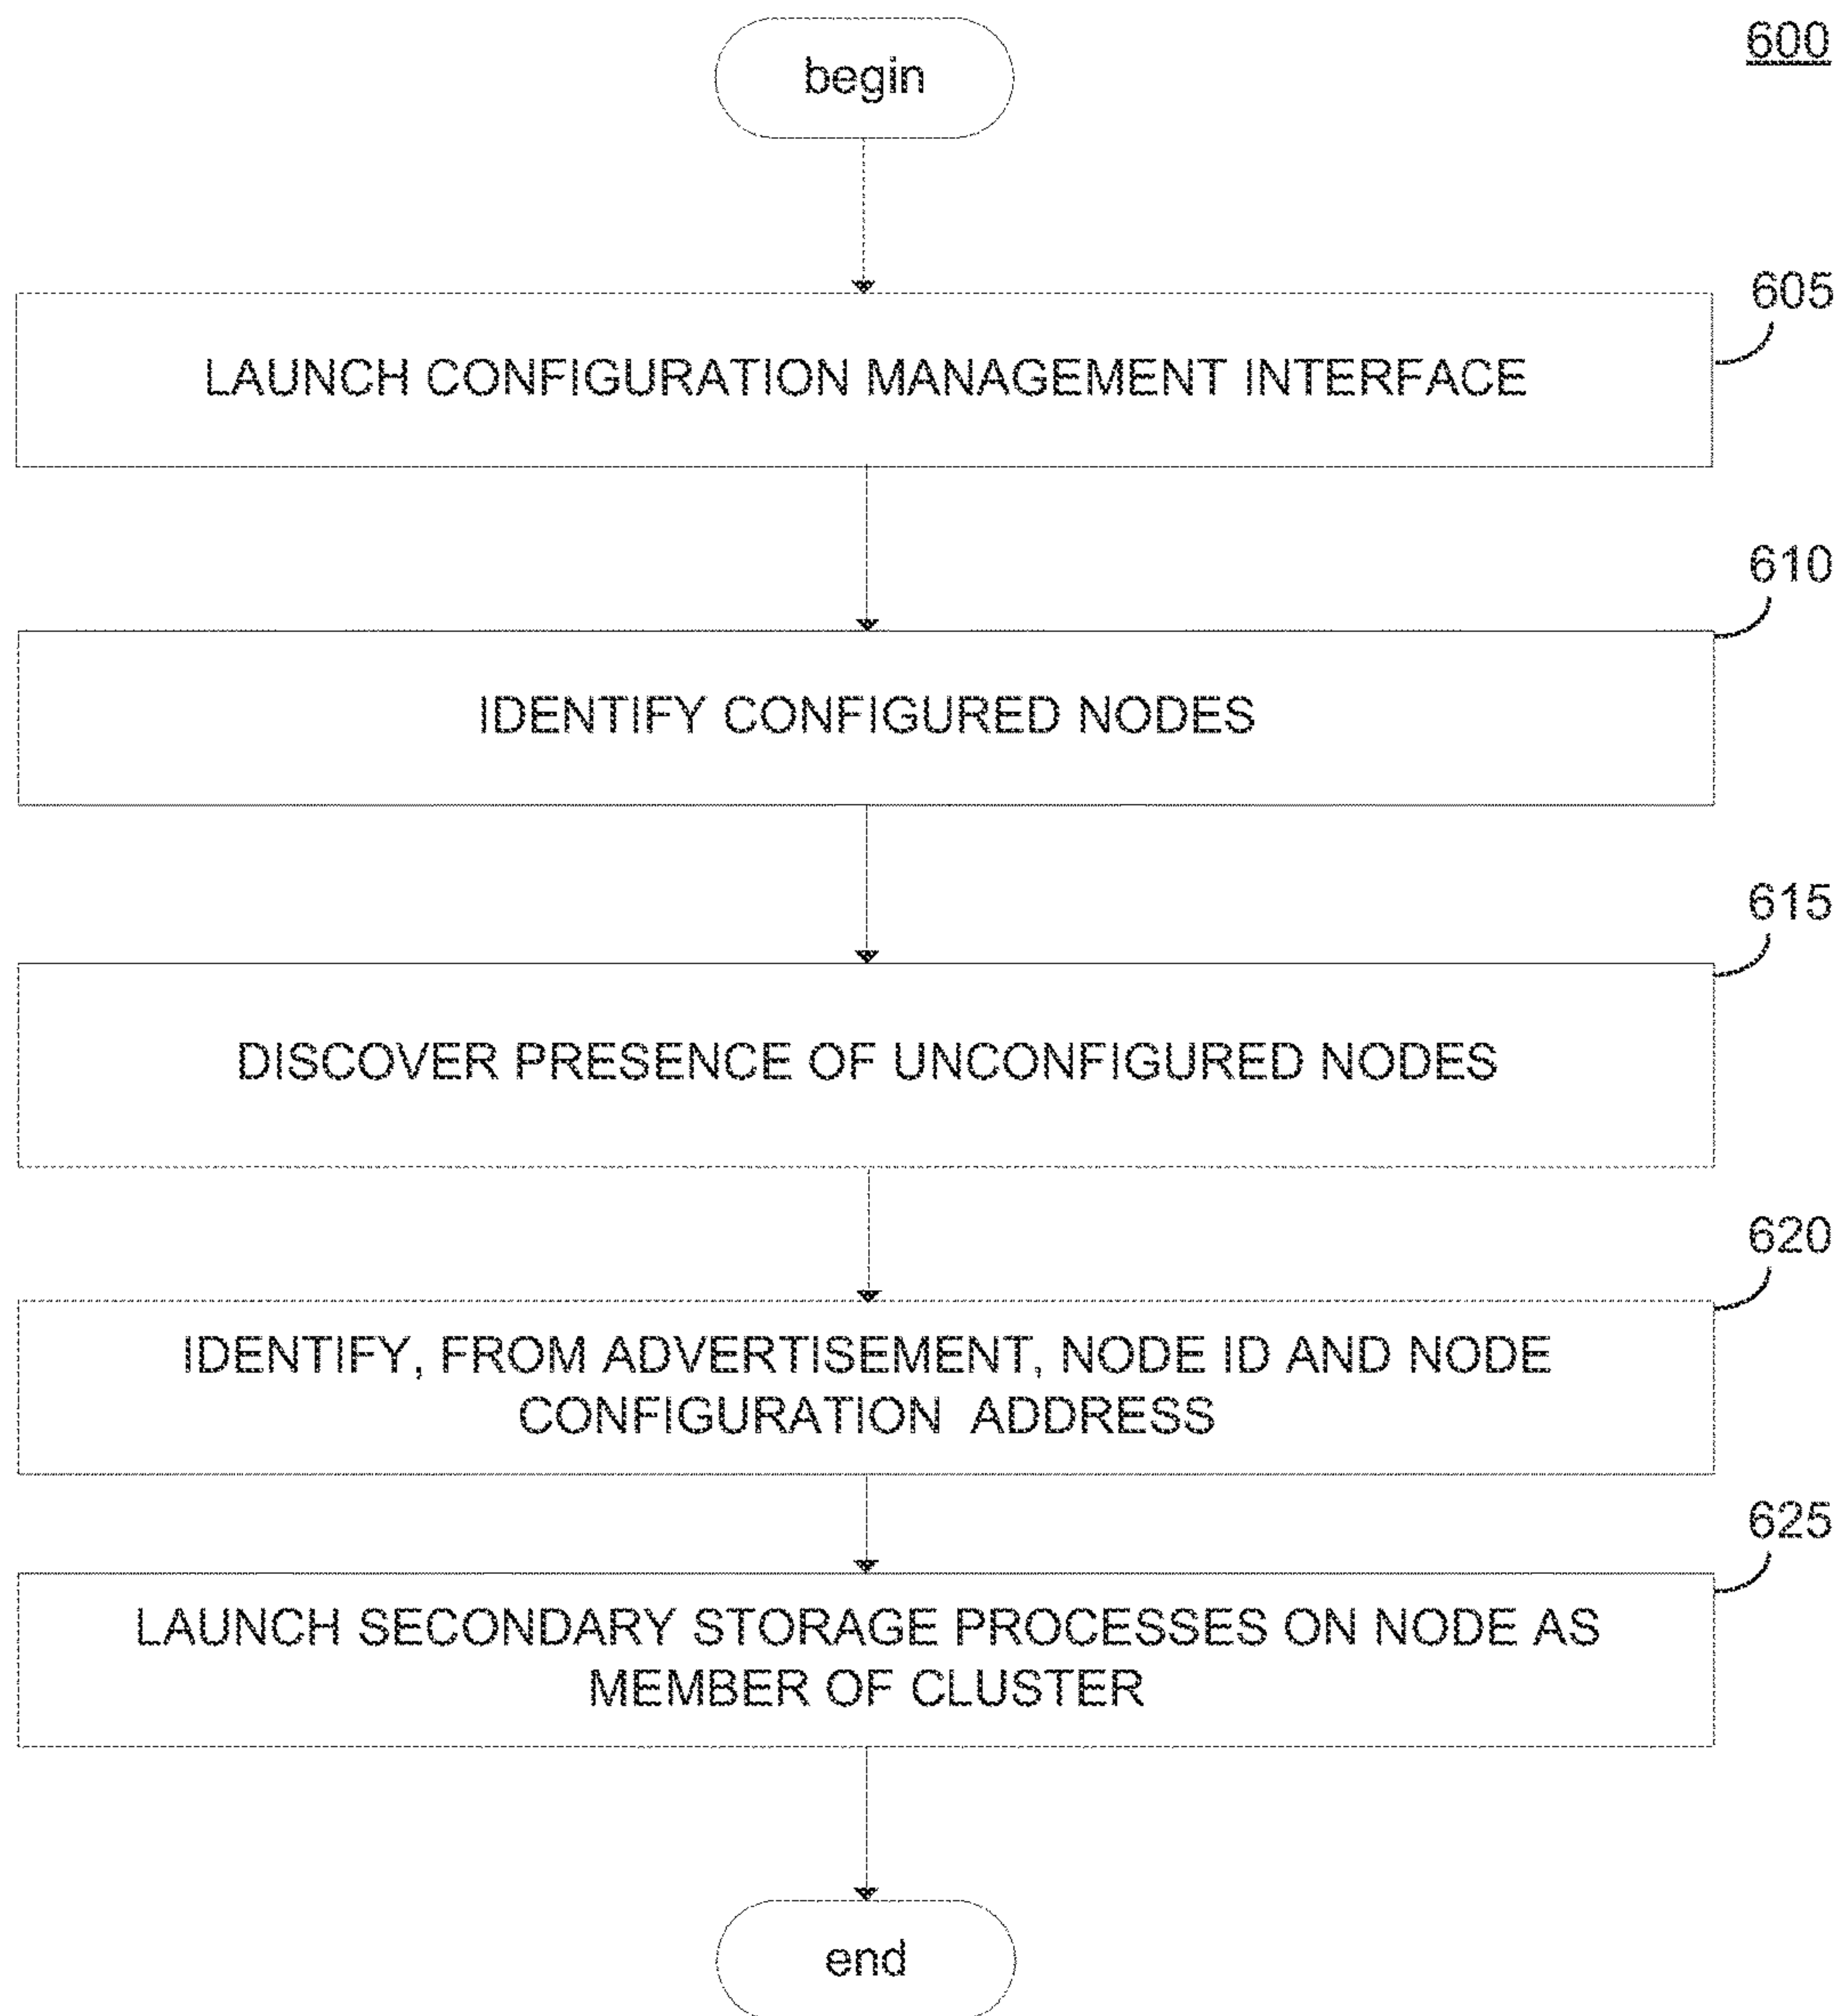 600
begin
605
LAUNCH CONFIGURATION MANAGEMENT INTERFACE
610
IDENTIFY CONFIGURED NODES
615
DISCOVER PRESENCE OF UNCONFIGURED NODES
620
IDENTIFY, FROM ADVERTISEMENT, NODE ID AND NODE
CONFIGURATION ADDRESS
625
LAUNCH SECONDARY STORAGE PROCESSES ON NODE AS
MEMBER OF CLUSTER
end